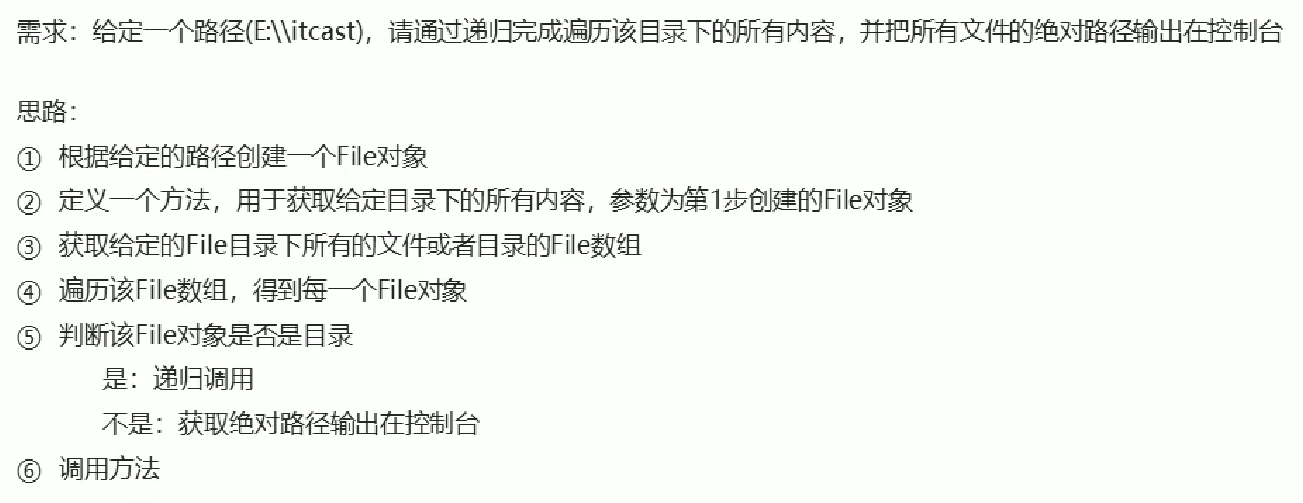 需求：给定一个路径(E:\\itcast)，请通过递归完成遍历该目录下的所有内容，并把所有文件的绝对路径输出在控制台
思路：
① 根据给定的路径创建一个File对象
② 定义一个方法，用于获取给定目录下的所有内容，参数为第1步创建的File对象
③ 获取给定的File目录下所有的文件或者目录的File数组
④ 遍历该File数组，得到每一个File对象
⑤ 判断该File对象是否是目录
是：递归调用
不是：获取绝对路径输出在控制台
⑥ 调用方法